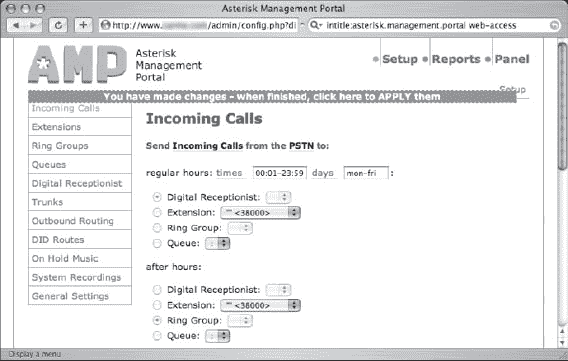 Asterisk Management Portal
http://www. /admin/config.php?di
intitle:asterisk.management.portal web-access
AMP
Asterisk
Management
Portal
Setup
Reports
Panel
Setup
You have made changes - when finished, click here to APPLY them
Incoming Calls
Extensions
Ring Groups
Queues
Digital Receptionist
Trunks
Outbound Routing
DID Routes
On Hold Music
System Recordings
General Settings
Incoming Calls
Send Incoming Calls from the PSTN to:
regular hours: times 00:01-23:59 days mon-fri :
Digital Receptionist:
Extension: "" <38000>
Ring Group:
Queue:
after hours:
Digital Receptionist:
Extension: "" <38000>
Ring Group:
Queue:
Display a menu